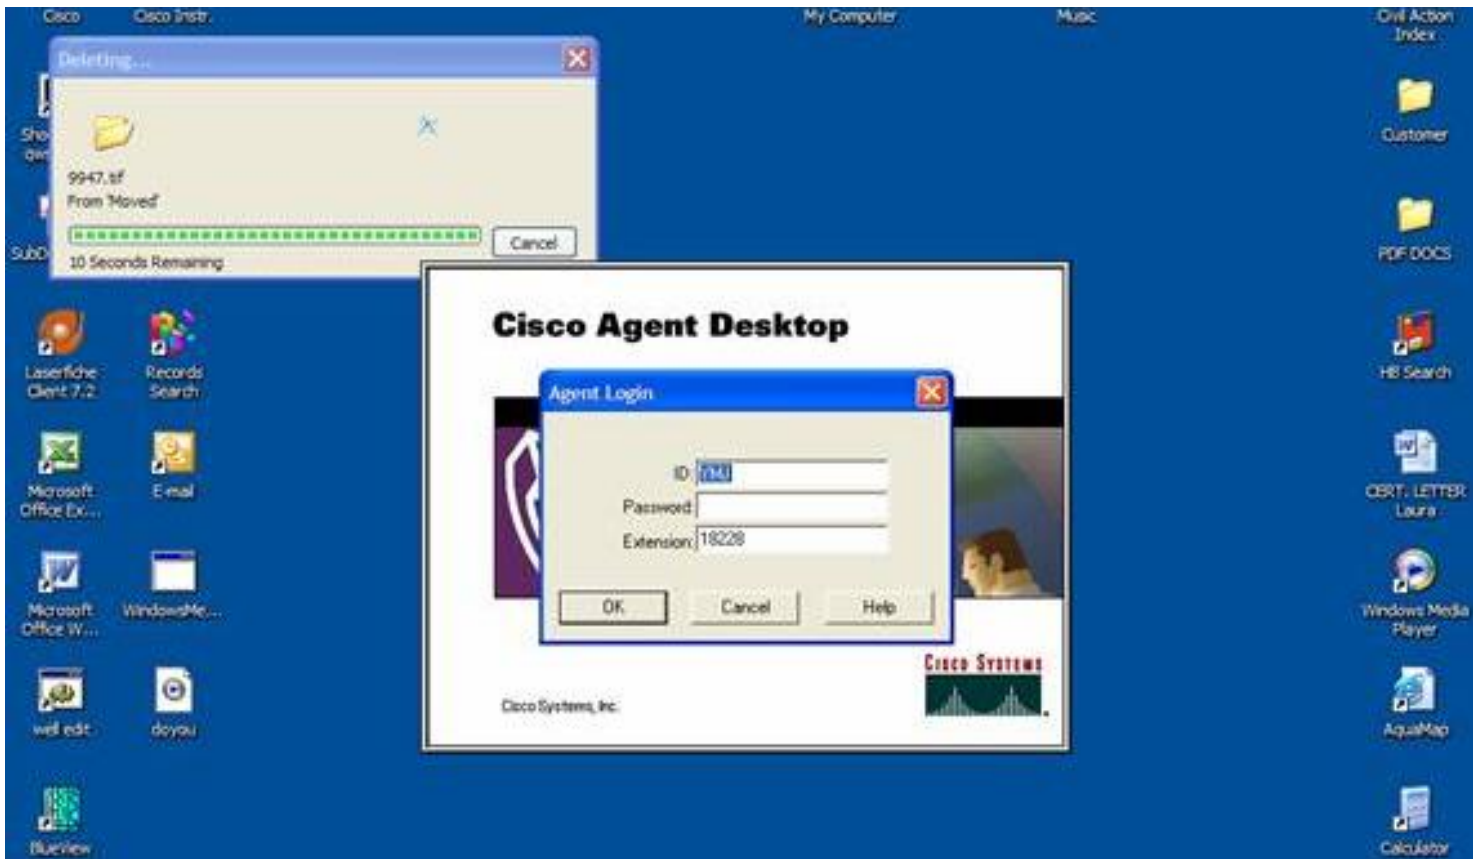 Cisco
Cisco Instr.
My Computer
Music
Civil Action
Index
Deleting...
9947.tif
From 'Moved'
Cancel
10 Seconds Remaining
Customer
PDF DOCS
Cisco Agent Desktop
Agent Login
ID:
Password:
Extension:
18228
OK
Cancel
Help
Cisco Systems
Cisco Systems, Inc.
Laserfiche
Client 7.2
Records
Search
HB Search
Microsoft
Office Ex...
E-mail
CERT. LETTER
Laura
Microsoft
Office W...
WindowsMe...
Windows Media
Player
well edit
doyou
AquaMap
BlueView
Calculator